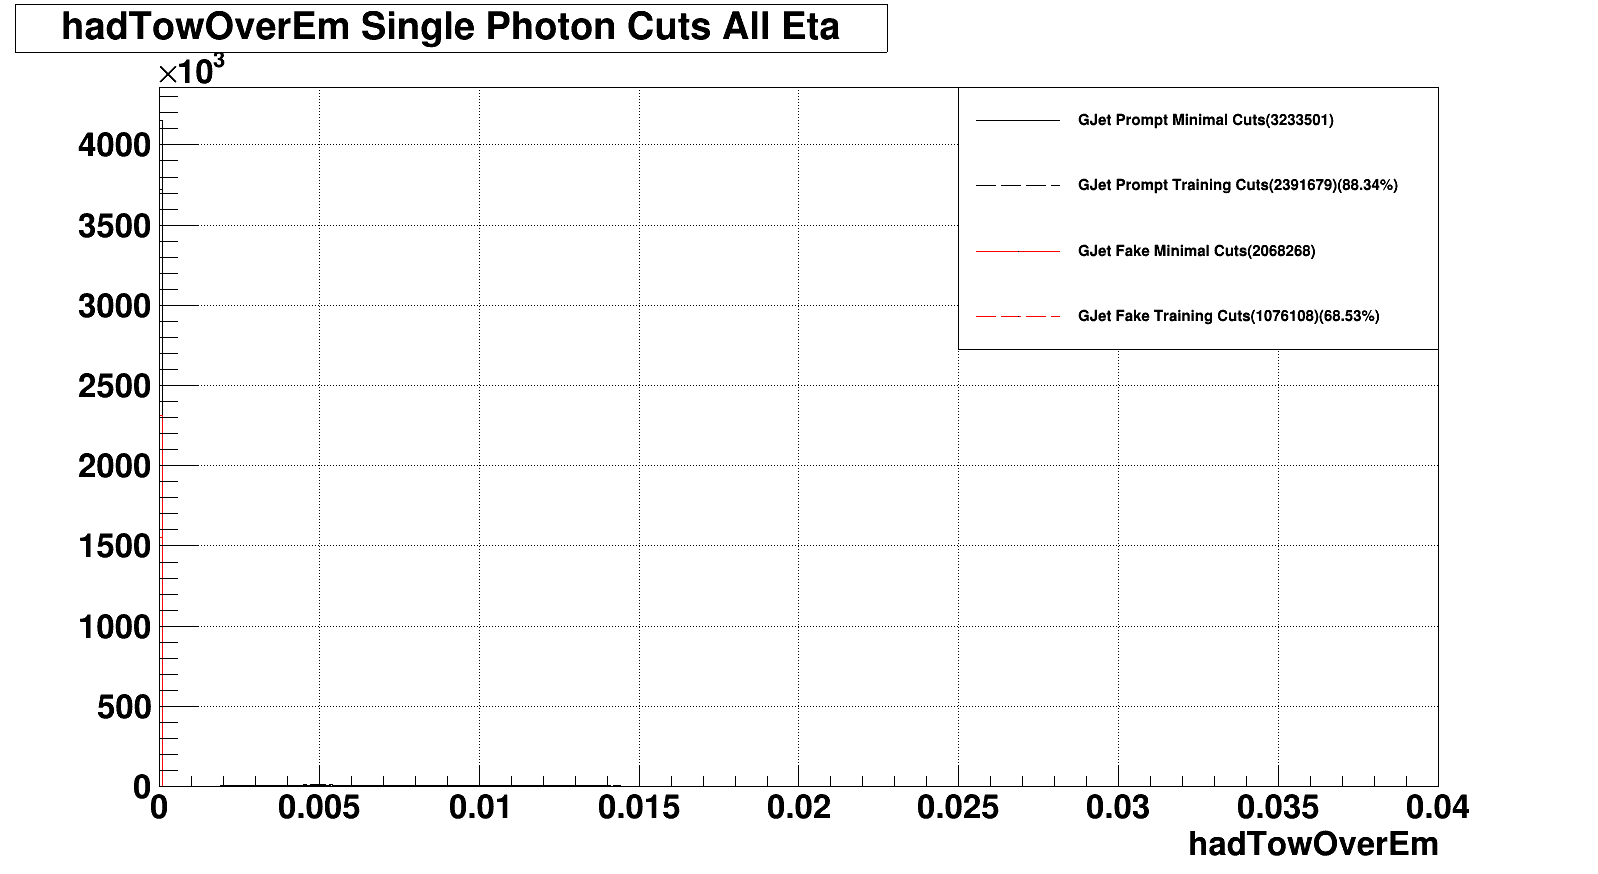 hadTowOverEm Single Photon Cuts All Eta
×10³
GJet Prompt Minimal Cuts(3233501)
GJet Prompt Training Cuts(2391679)(88.34%)
GJet Fake Minimal Cuts(2068268)
GJet Fake Training Cuts(1076108)(68.53%)
4000
3500
3000
2500
2000
1500
1000
500
0
0 0.005 0.01 0.015 0.02 0.025 0.03 0.035 0.04
hadTowOverEm